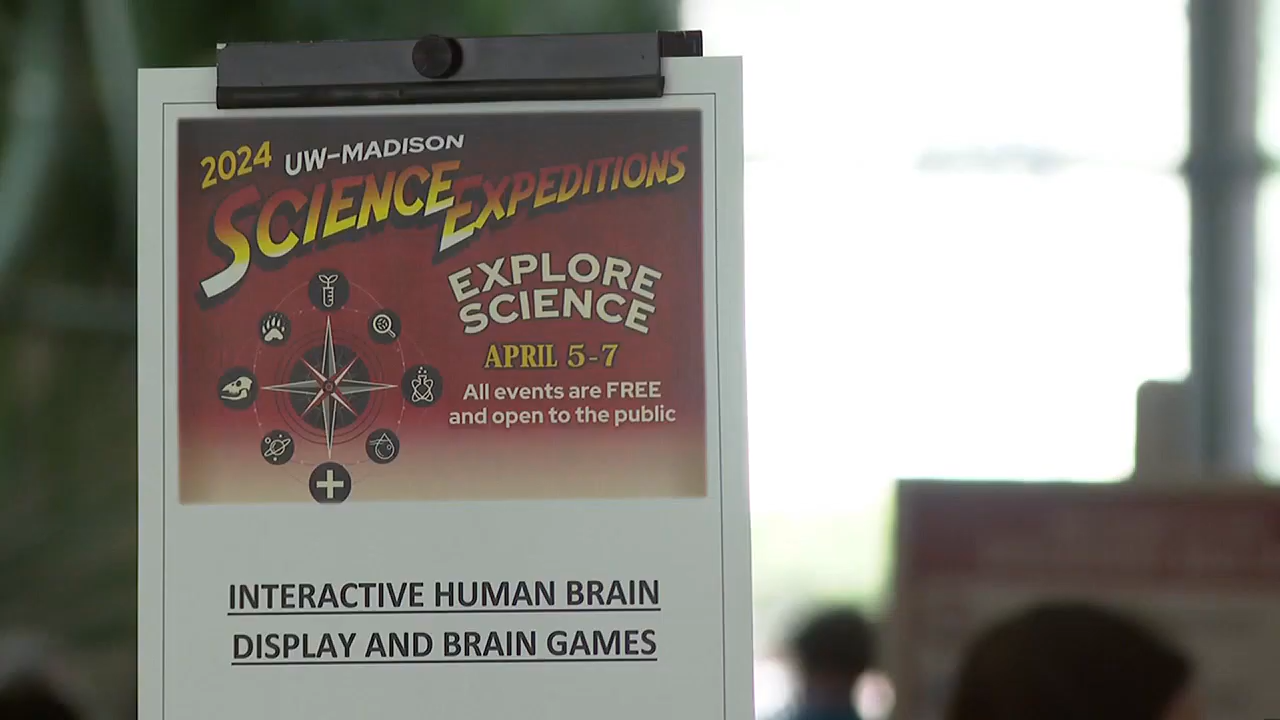 2024 UW-MADISON
SCIENCE EXPEDITIONS
EXPLORE
SCIENCE
APRIL 5-7
All events are FREE
and open to the public
INTERACTIVE HUMAN BRAIN
DISPLAY AND BRAIN GAMES